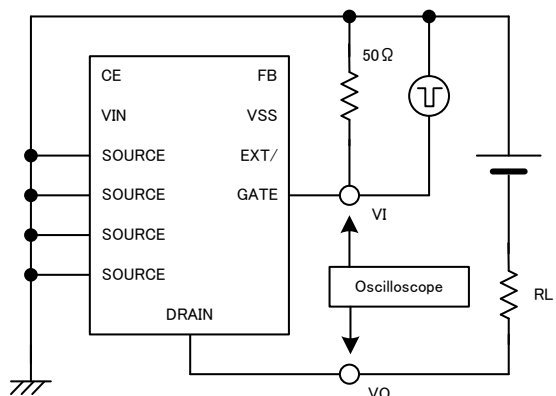 50Ω
CE FB
VIN VSS
SOURCE EXT/
SOURCE GATE
VI
SOURCE
SOURCE
Oscilloscope
RL
DRAIN
VO